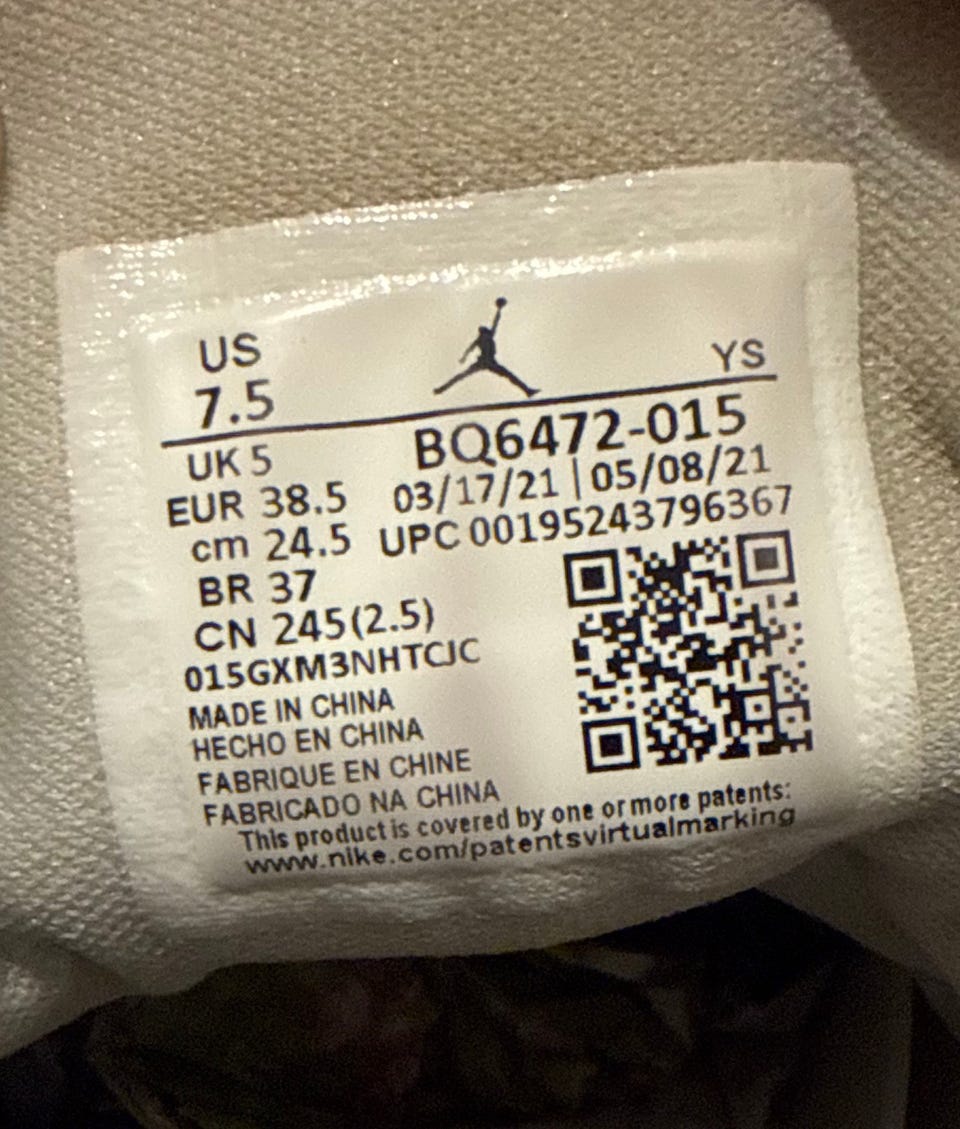 US
7.5
YS
UK 5
BQ6472-015
EUR 38.5
03/17/21 | 05/08/21
cm 24.5
UPC 00195243796367
BR 37
CN 245(2.5)
015GXM3NHTCJC
MADE IN CHINA
HECHO EN CHINA
FABRIQUE EN CHINE
FABRICADO NA CHINA
This product is covered by one or more patents:
www.nike.com/patentsvirtualmarking